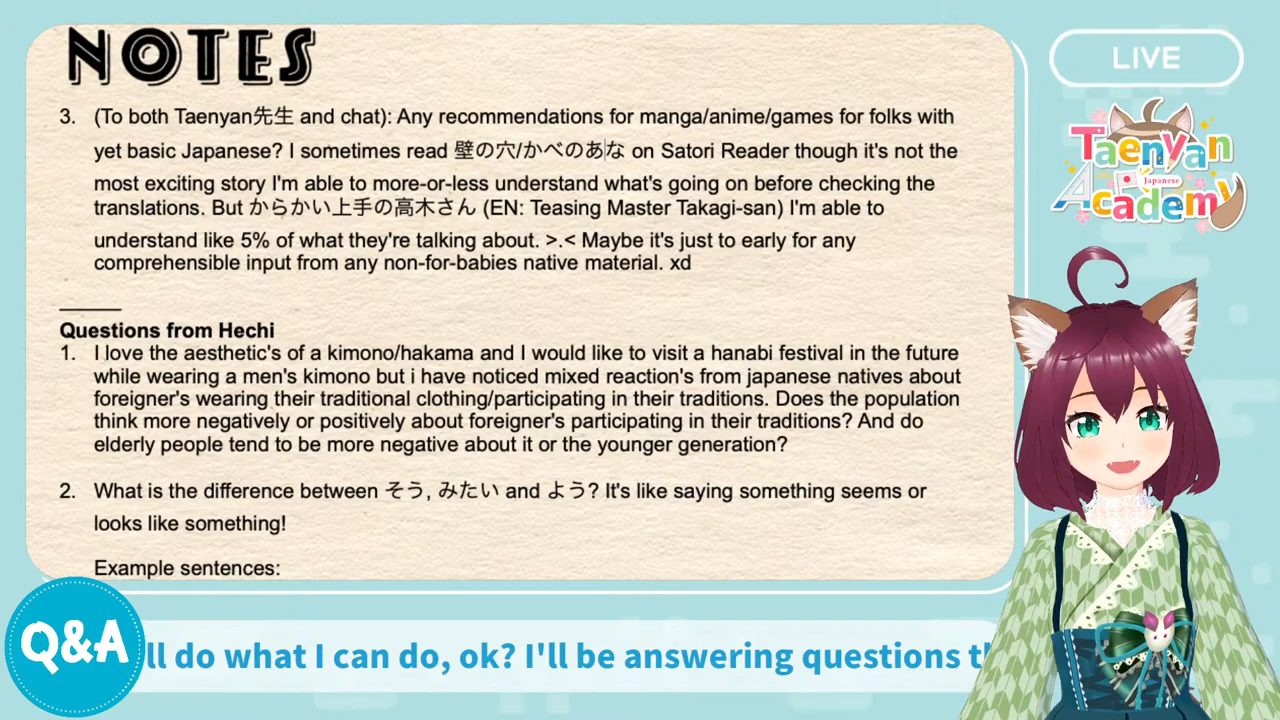 NOTES
3. (To both Taenyan先生 and chat): Any recommendations for manga/anime/games for folks with
yet basic Japanese? I sometimes read 壁の穴/かべのあな on Satori Reader though it's not the
most exciting story I'm able to more-or-less understand what's going on before checking the
translations. But からかい上手の高木さん (EN: Teasing Master Takagi-san) I'm able to
understand like 5% of what they're talking about. >.< Maybe it's just to early for any
comprehensible input from any non-for-babies native material. xd
Questions from Hechi
1. I love the aesthetic's of a kimono/hakama and I would like to visit a hanabi festival in the future
while wearing a men's kimono but i have noticed mixed reaction's from japanese natives about
foreigner's wearing their traditional clothing/participating in their traditions. Does the population
think more negatively or positively about foreigner's participating in their traditions? And do
elderly people tend to be more negative about it or the younger generation?
2. What is the difference between そう, みたい and よう? It's like saying something seems or
looks like something!
Example sentences:
LIVE
Taenyan
Japanese
Academy
Q&A
ll do what I can do, ok? I'll be answering questions t